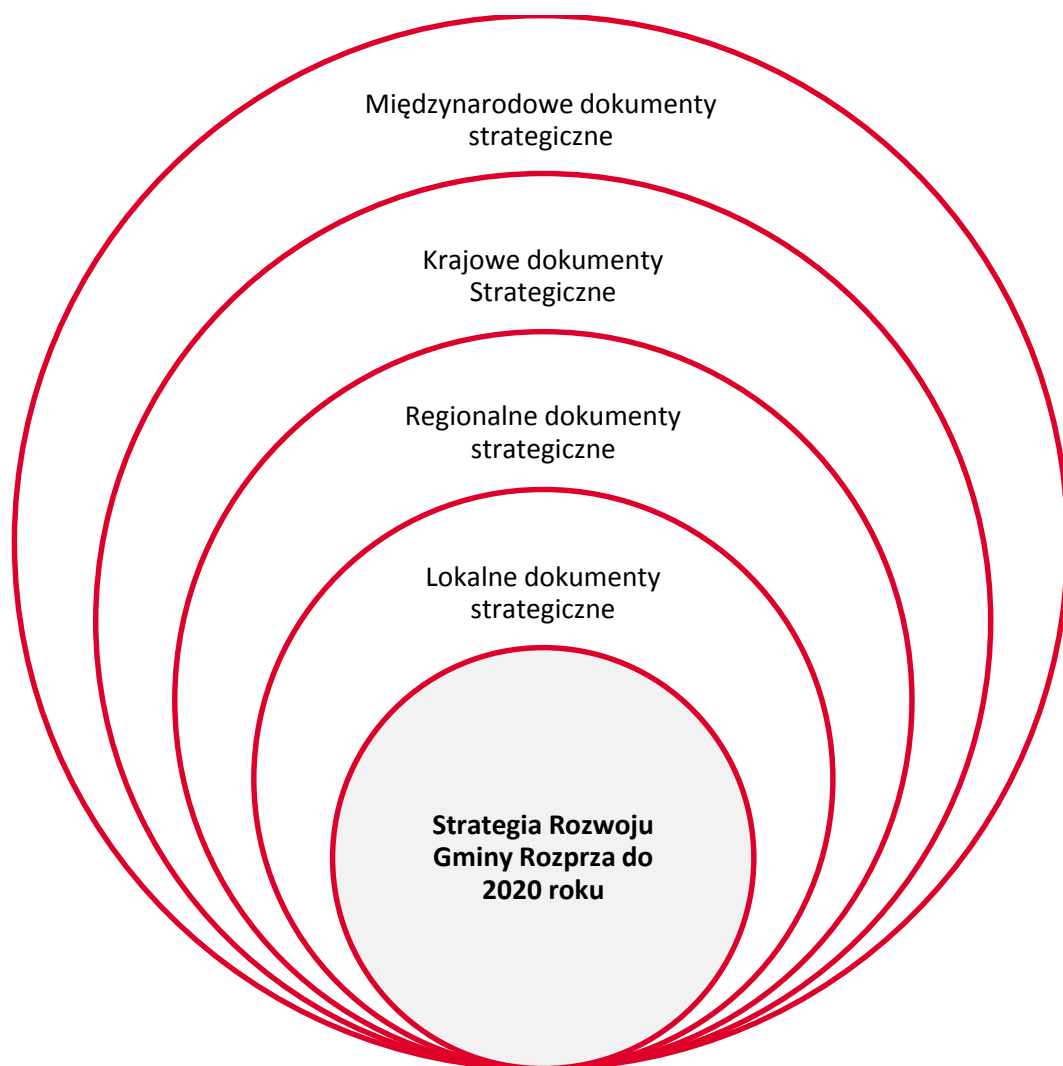 Międzynarodowe dokumenty
strategiczne
Krajowe dokumenty
Strategiczne
Regionalne dokumenty
strategiczne
Lokalne dokumenty
strategiczne
Strategia Rozwoju
Gminy Rozprza do
2020 roku